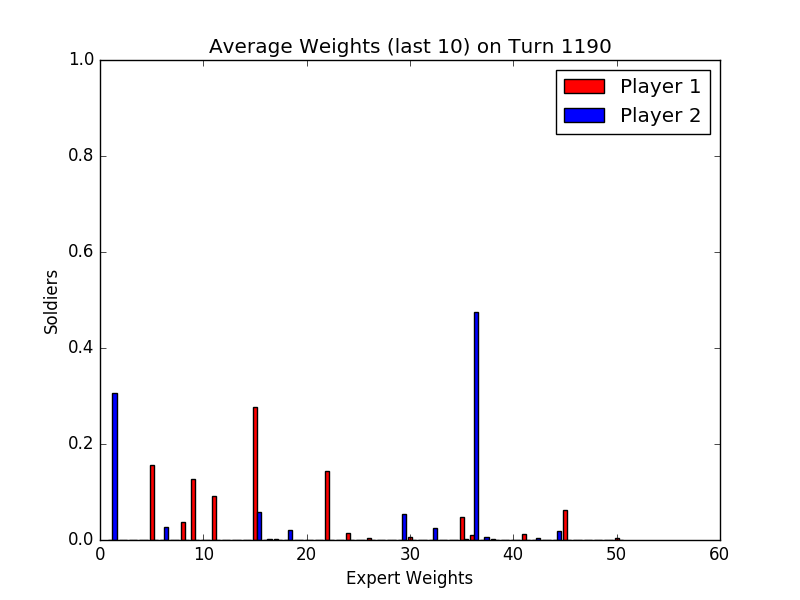 Average Weights (last 10) on Turn 1190
1.0
Player 1
Player 2
0.8
0.6
Soldiers
0.4
0.2
0.0
0 10 20 30 40 50 60
Expert Weights